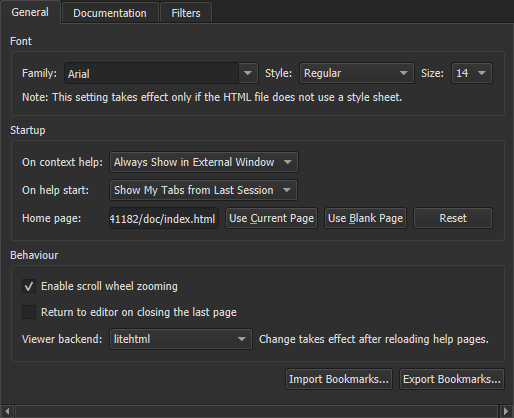 General Documentation Filters
Font
Family: Arial Style: Regular Size: 14
Note: This setting takes effect only if the HTML file does not use a style sheet.
Startup
On context help: Always Show in External Window
On help start: Show My Tabs from Last Session
Home page: 41182/doc/index.html Use Current Page Use Blank Page Reset
Behaviour
Enable scroll wheel zooming
Return to editor on closing the last page
Viewer backend: litehtml Change takes effect after reloading help pages.
Import Bookmarks... Export Bookmarks...